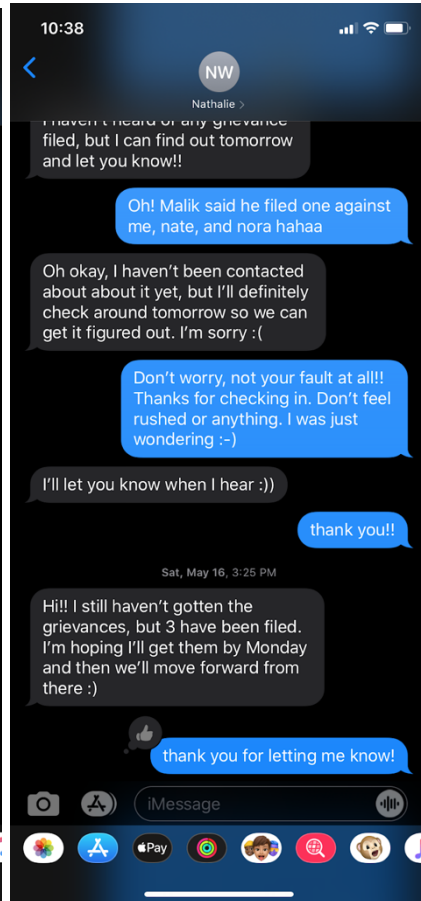 10:38
NW
Nathalie >
I haven't heard of any grievance
filed, but I can find out tomorrow
and let you know!!
Oh! Malik said he filed one against
me, nate, and nora hahaa
Oh okay, I haven't been contacted
about about it yet, but I'll definitely
check around tomorrow so we can
get it figured out. I'm sorry :(
Don't worry, not your fault at all!!
Thanks for checking in. Don't feel
rushed or anything. I was just
wondering :-)
I'll let you know when I hear :))
thank you!!
Sat, May 16, 3:25 PM
Hi!! I still haven't gotten the
grievances, but 3 have been filed.
I'm hoping I'll get them by Monday
and then we'll move forward from
there :)
thank you for letting me know!
iMessage
Pay